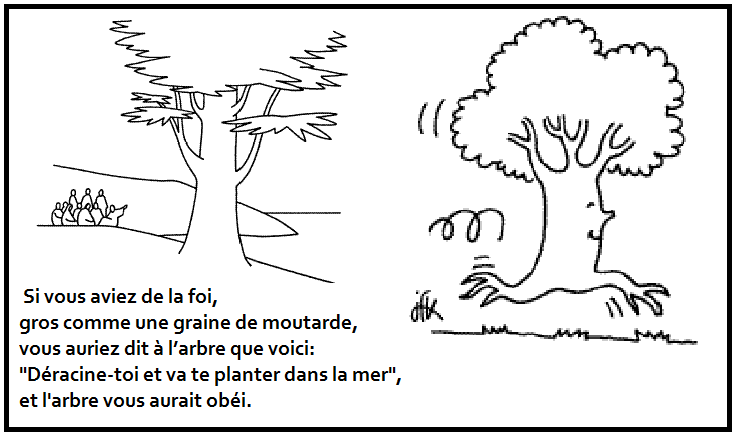 Si vous aviez de la foi,
gros comme une graine de moutarde,
vous auriez dit à l'arbre que voici:
"Déracine-toi et va te planter dans la mer",
et l'arbre vous aurait obéi.